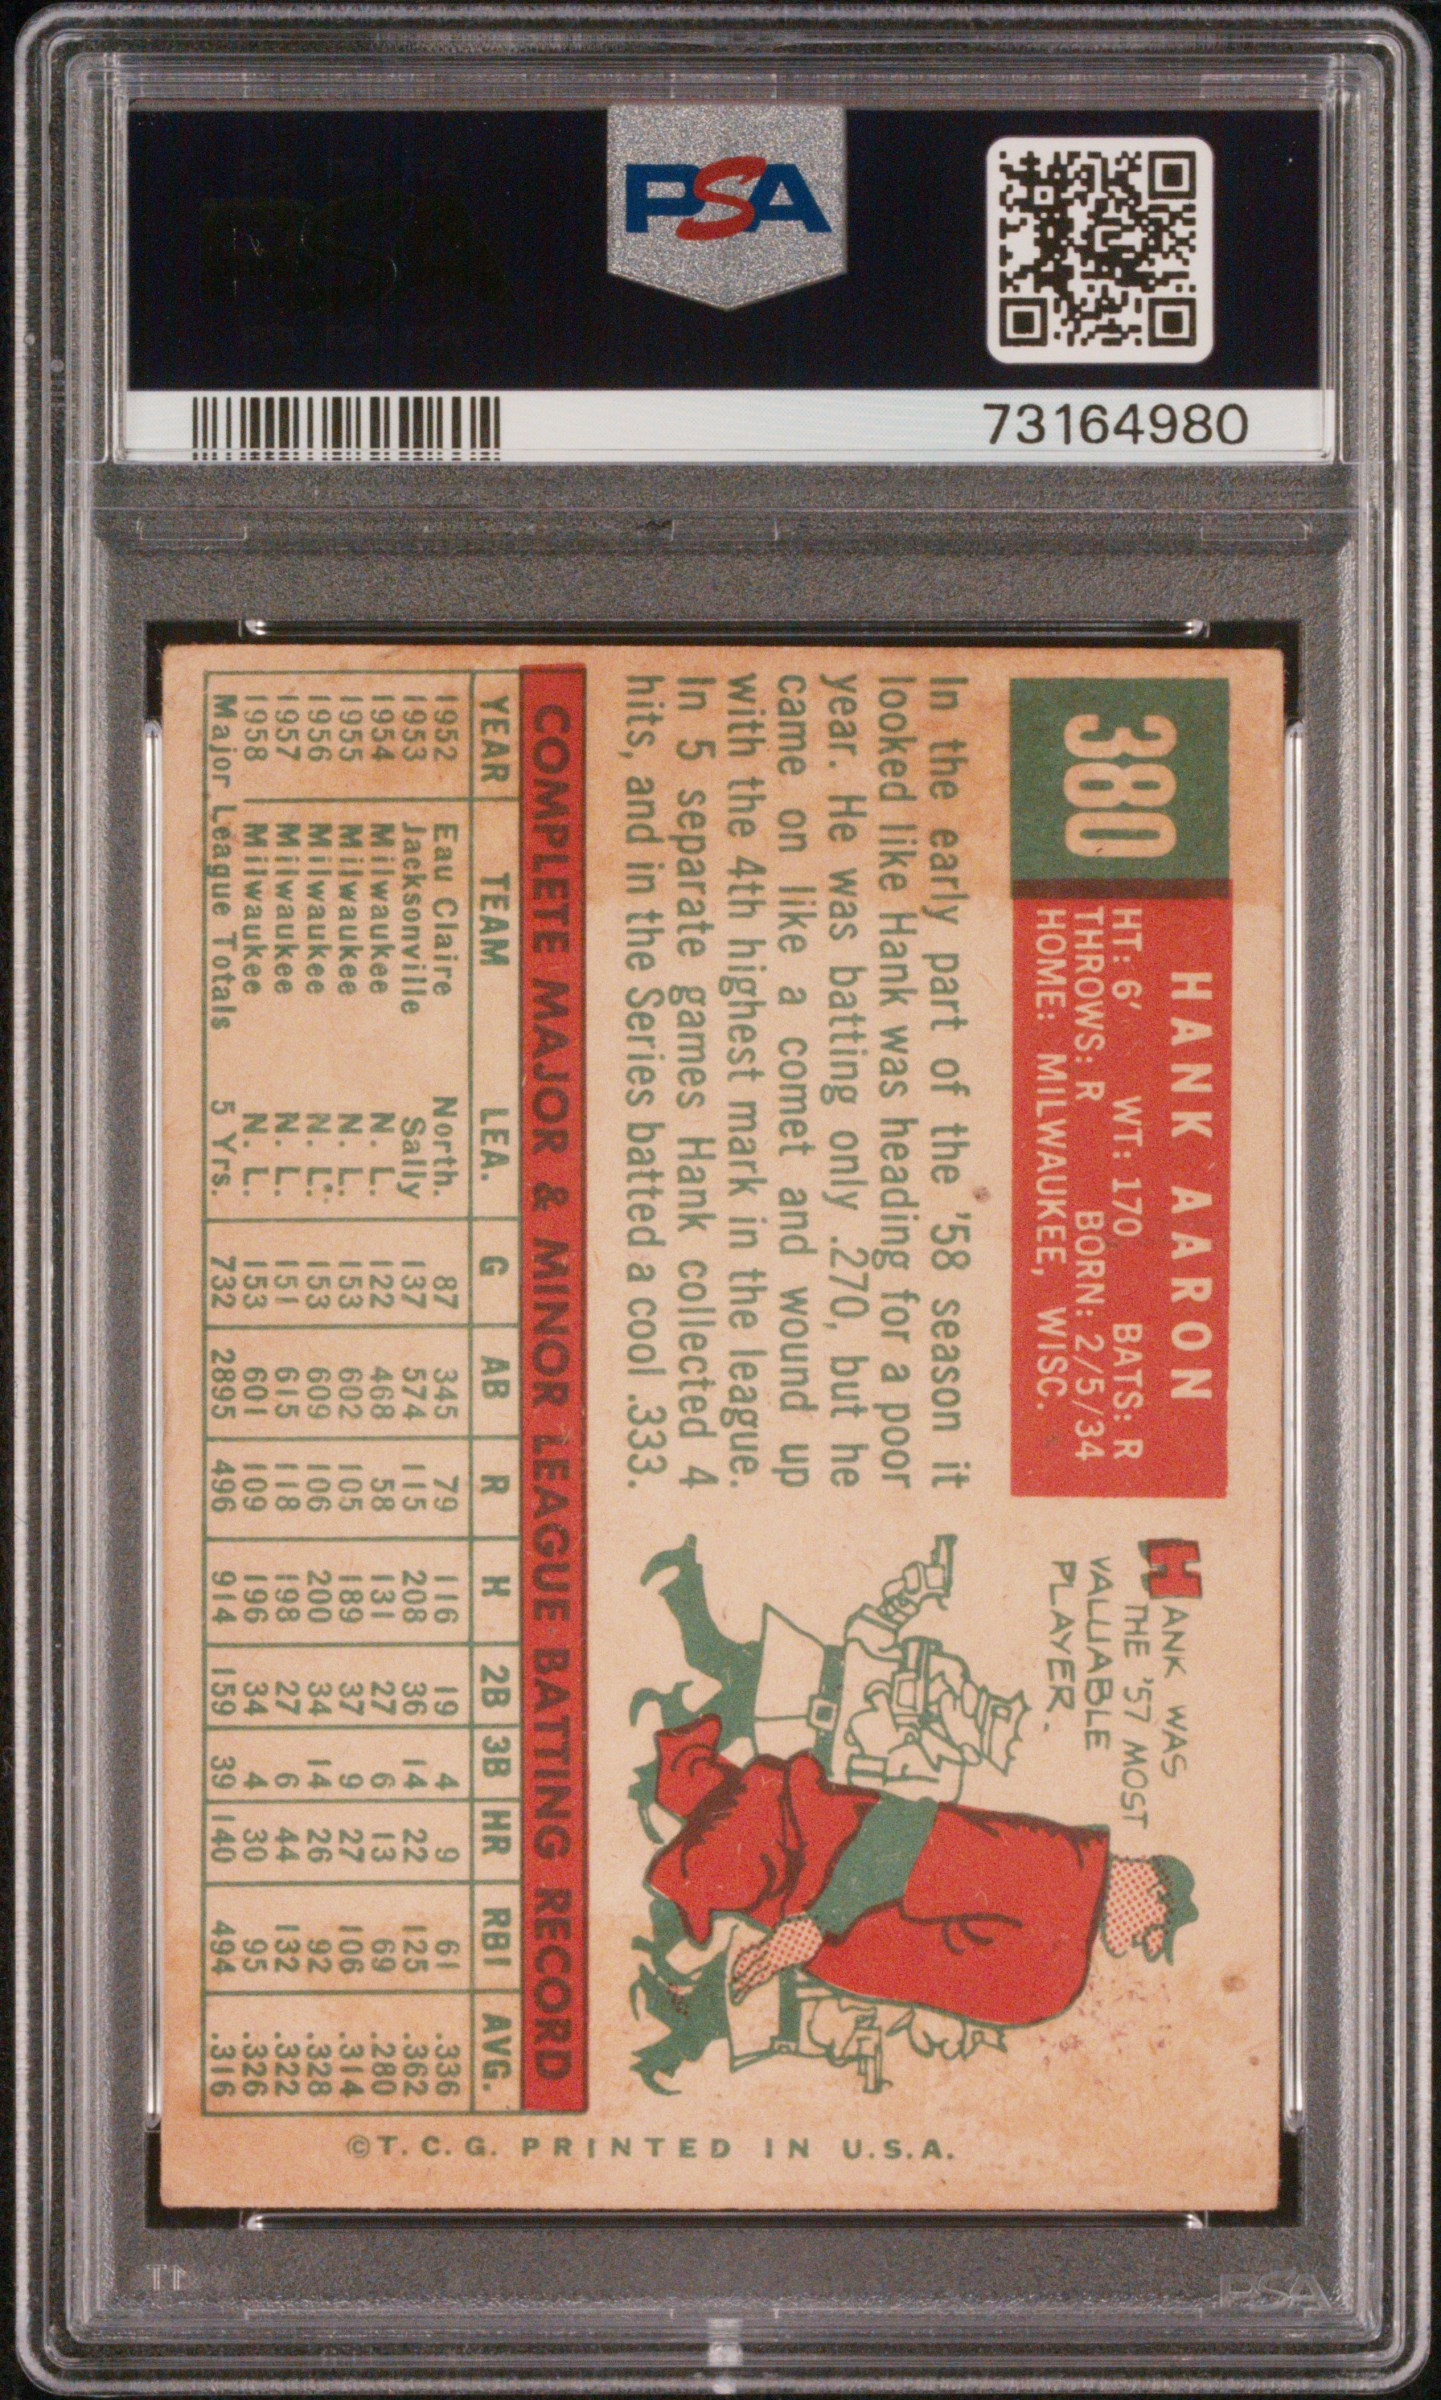 PSA
73164980
380
HANK AARON
HT: 6' WT: 170 BATS: R
THROWS: R BORN: 2/5/34
HOME: MILWAUKEE, WISC.
HANK WAS
THE '57 MOST
VALUABLE
PLAYER.
In the early part of the '58 season it
looked like Hank was heading for a poor
year. He was batting only .270, but he
came on like a comet and wound up
with the 4th highest mark in the league.
In 5 separate games Hank collected 4
hits, and in the Series batted a cool .333.
COMPLETE MAJOR & MINOR LEAGUE BATTING RECORD
YEAR TEAM LEA. G AB R H 2B 3B HR RBI AVG.
1952 Eau Claire North. 87 345 79 116 19 4 9 61 .336
1953 Jacksonville Sally 137 574 115 208 36 14 22 125 .362
1954 Milwaukee N. L. 122 468 58 131 27 6 13 69 .280
1955 Milwaukee N. L. 153 602 105 189 37 9 27 106 .314
1956 Milwaukee N. L. 153 609 106 200 34 14 26 92 .328
1957 Milwaukee N. L. 151 615 118 198 27 6 44 132 .322
1958 Milwaukee N. L. 153 601 109 196 34 4 30 95 .326
Major League Totals 5 Yrs. 732 2895 496 914 159 39 140 494 .316
©T. C. G. PRINTED IN U.S.A.
PSA